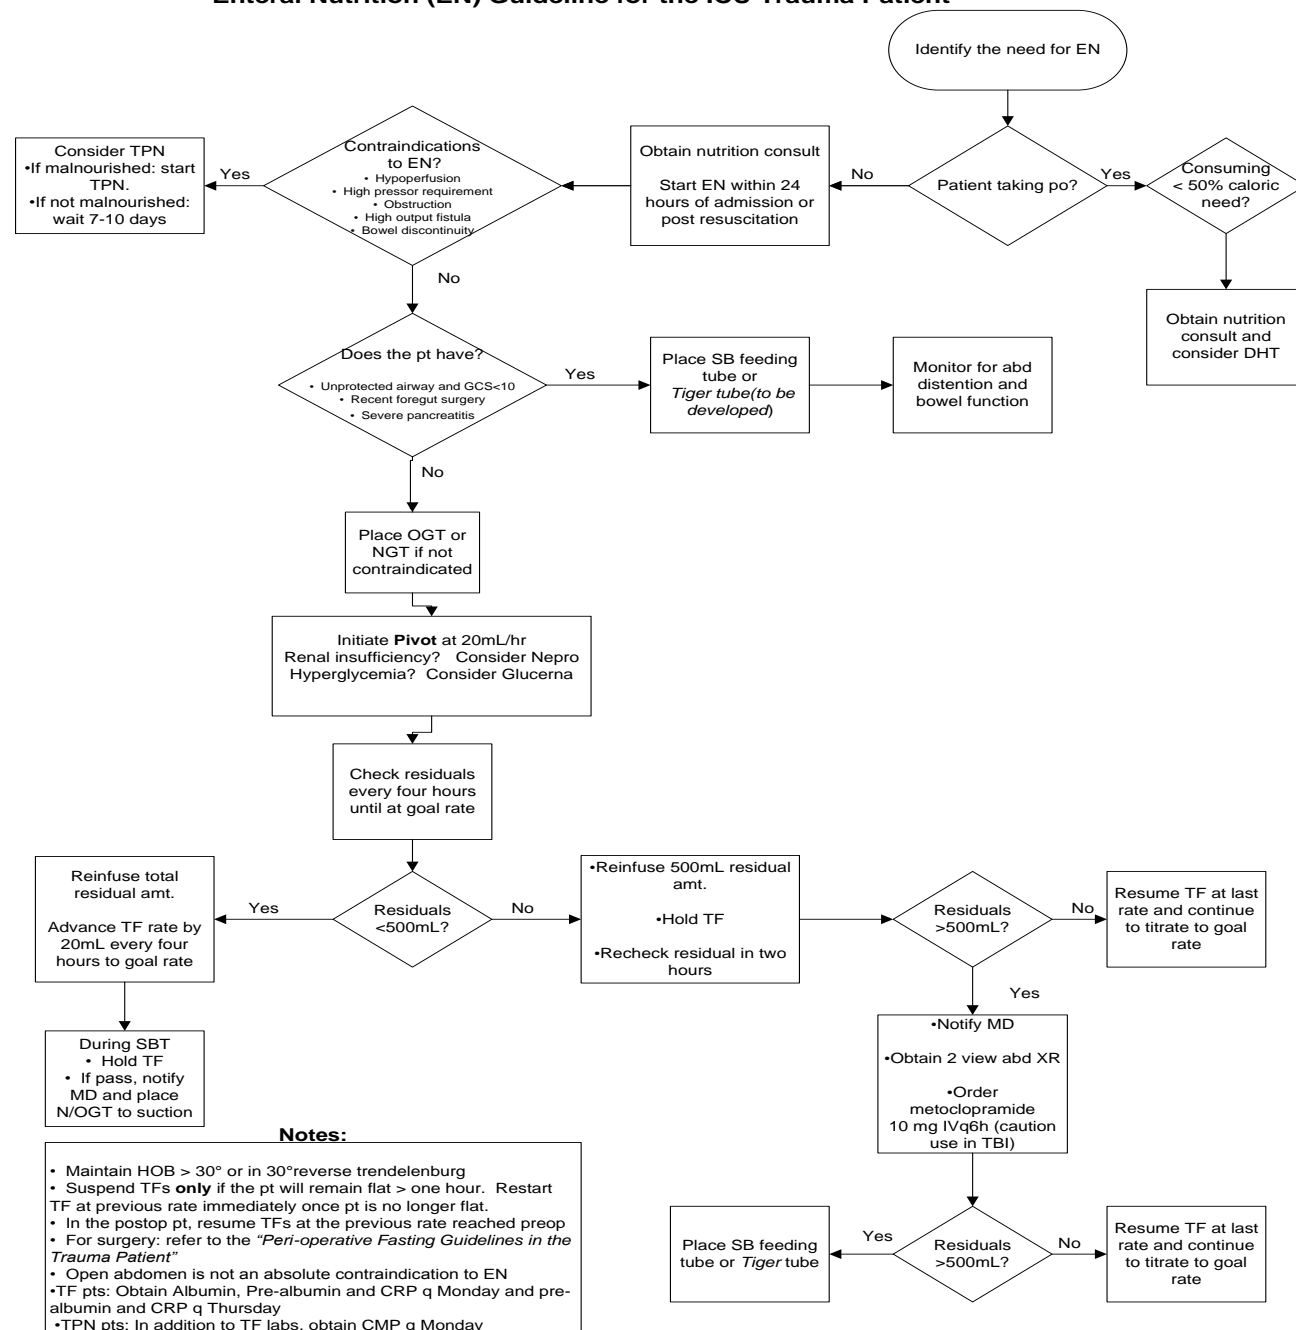 Enteral Nutrition (EN) Guideline for the ICU Trauma Patient
Identify the need for EN
Patient taking po?
Yes
Consuming
< 50% caloric
need?
Obtain nutrition
consult and
consider DHT
No
Obtain nutrition consult
Start EN within 24
hours of admission or
post resuscitation
Contraindications
to EN?
• Hypoperfusion
• High pressor requirement
• Obstruction
• High output fistula
• Bowel discontinuity
Yes
Consider TPN
•If malnourished: start
TPN.
•If not malnourished:
wait 7-10 days
No
Does the pt have?
• Unprotected airway and GCS<10
• Recent foregut surgery
• Severe pancreatitis
Yes
Place SB feeding
tube or
Tiger tube(to be
developed)
Monitor for abd
distention and
bowel function
No
Place OGT or
NGT if not
contraindicated
Initiate Pivot at 20mL/hr
Renal insufficiency? Consider Nepro
Hyperglycemia? Consider Glucerna
Check residuals
every four hours
until at goal rate
Residuals
<500mL?
Yes
Reinfuse total
residual amt.
Advance TF rate by
20mL every four
hours to goal rate
During SBT
• Hold TF
• If pass, notify
MD and place
N/OGT to suction
No
•Reinfuse 500mL residual
amt.
•Hold TF
•Recheck residual in two
hours
Residuals
>500mL?
No
Resume TF at last
rate and continue
to titrate to goal
rate
Yes
•Notify MD
•Obtain 2 view abd XR
•Order
metoclopramide
10 mg IVq6h (caution
use in TBI)
Residuals
>500mL?
Yes
Place SB feeding
tube or Tiger tube
No
Resume TF at last
rate and continue
to titrate to goal
rate
Notes:
• Maintain HOB > 30° or in 30°reverse trendelenburg
• Suspend TFs only if the pt will remain flat > one hour. Restart
TF at previous rate immediately once pt is no longer flat.
• In the postop pt, resume TFs at the previous rate reached preop
• For surgery: refer to the “Peri-operative Fasting Guidelines in the
Trauma Patient”
• Open abdomen is not an absolute contraindication to EN
•TF pts: Obtain Albumin, Pre-albumin and CRP q Monday and pre-
albumin and CRP q Thursday
•TPN pts: In addition to TF labs, obtain CMP q Monday